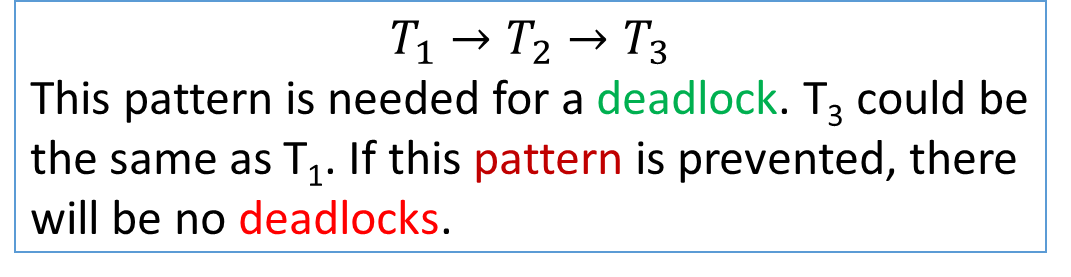 T₁ → T₂ → T₃
This pattern is needed for a deadlock. T₃ could be
the same as T₁. If this pattern is prevented, there
will be no deadlocks.